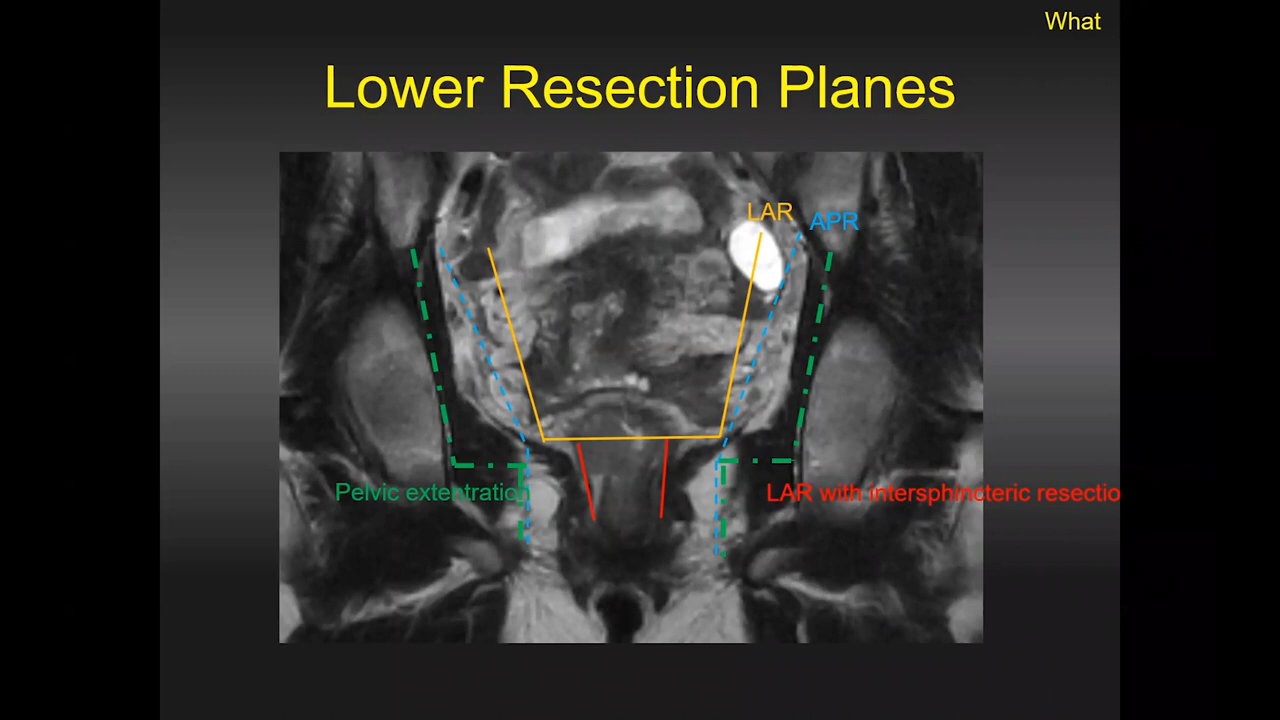 What
Lower Resection Planes
LAR
APR
Pelvic extentration
LAR with intersphincteric resectio